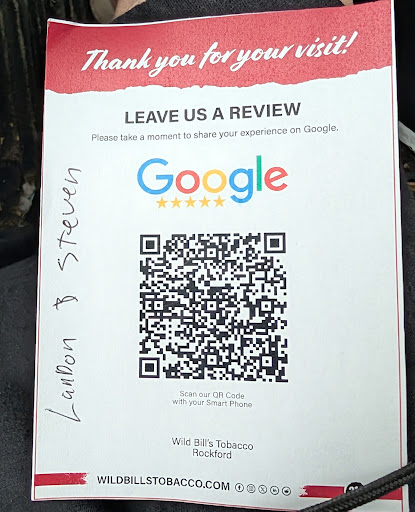 Thank you for your visit!
LEAVE US A REVIEW
Please take a moment to share your experience on Google.
Google
Landon & Steven
Scan our QR Code
with your Smart Phone
Wild Bill's Tobacco
Rockford
WILDBILLSTOBACCO.COM